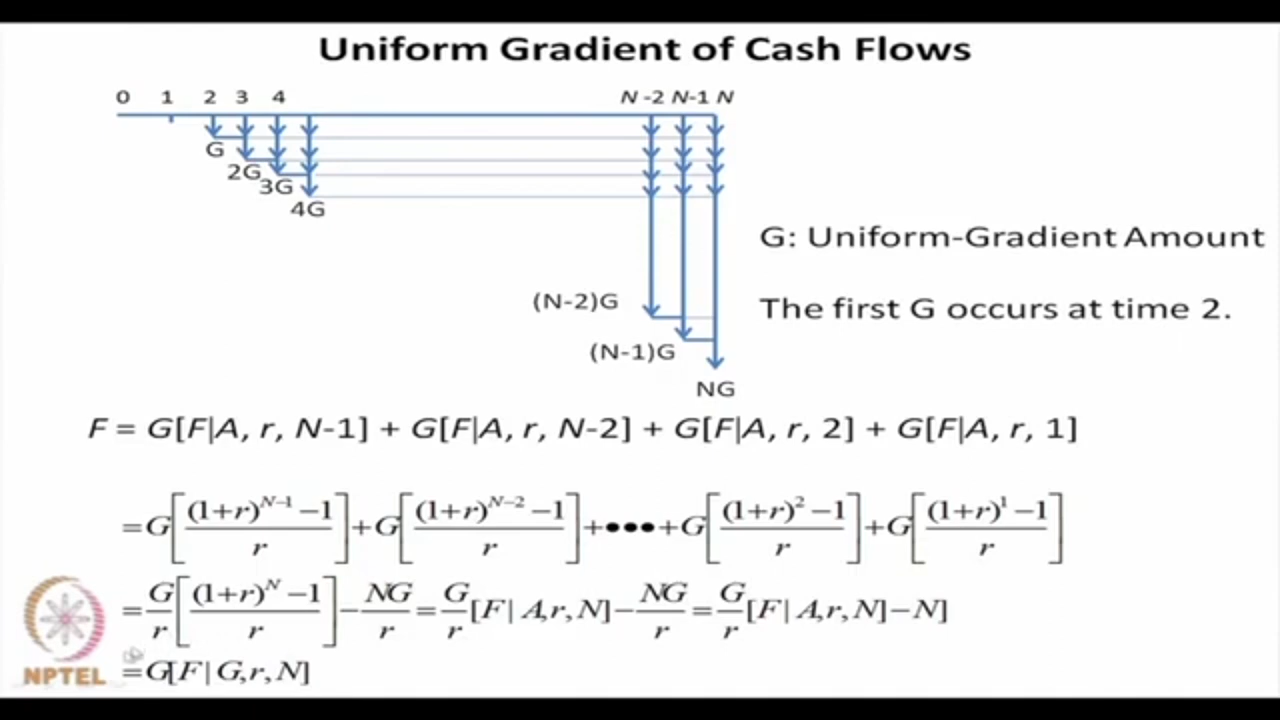 Uniform Gradient of Cash Flows
0 1 2 3 4 N-2 N-1 N
G
2G
3G
4G
G: Uniform-Gradient Amount
(N-2)G
The first G occurs at time 2.
(N-1)G
NG
F = G[F|A, r, N-1] + G[F|A, r, N-2] + G[F|A, r, 2] + G[F|A, r, 1]
=G[((1+r)^{N-1} −1)/r]+G[((1+r)^{N-2} −1)/r]+•••+G[((1+r)^2 −1)/r]+G[((1+r)^1 −1)/r]
=G/r[((1+r)^N −1)/r]−NG/r=G/r[F|A,r,N]−NG/r=G/r[F|A,r,N]−N]
=G[F|G,r,N]
NPTEL